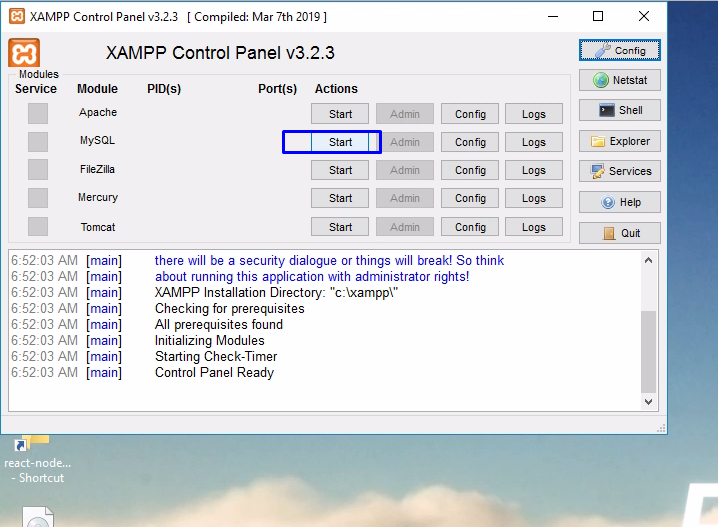 XAMPP Control Panel v3.2.3 [ Compiled: Mar 7th 2019 ]
XAMPP Control Panel v3.2.3
Config
Modules
Service Module PID(s) Port(s) Actions
Netstat
Apache Start Admin Config Logs
Shell
MySQL Start Admin Config Logs
Explorer
FileZilla Start Admin Config Logs
Services
Mercury Start Admin Config Logs
Help
Tomcat Start Admin Config Logs
Quit
6:52:03 AM [main] there will be a security dialogue or things will break! So think
6:52:03 AM [main] about running this application with administrator rights!
6:52:03 AM [main] XAMPP Installation Directory: "c:\xampp\"
6:52:03 AM [main] Checking for prerequisites
6:52:03 AM [main] All prerequisites found
6:52:03 AM [main] Initializing Modules
6:52:03 AM [main] Starting Check-Timer
6:52:03 AM [main] Control Panel Ready
react-node...
- Shortcut